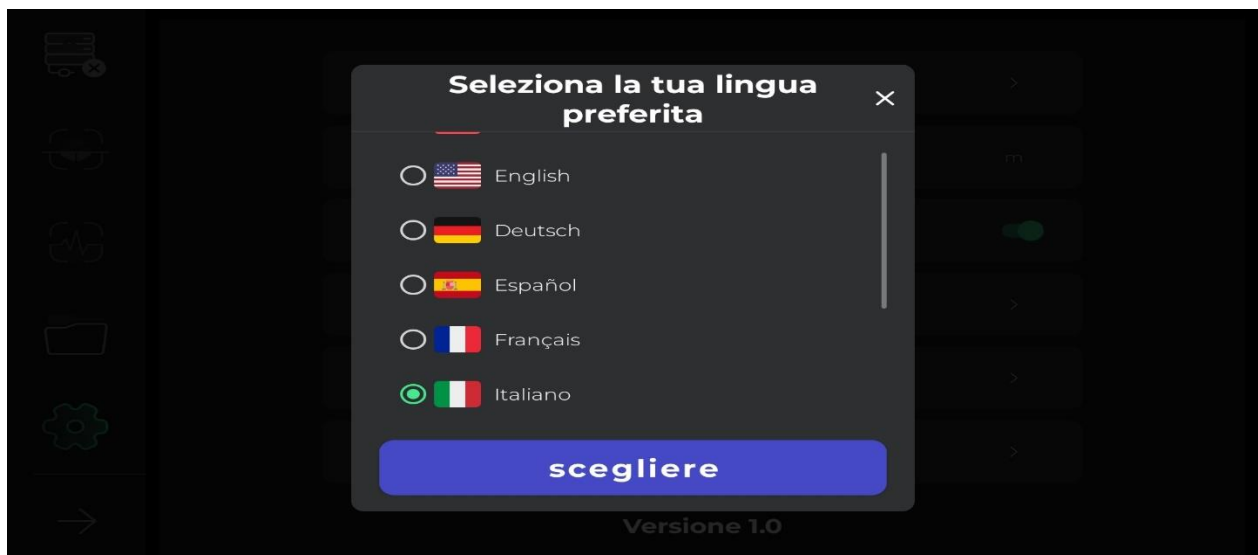 Seleziona la tua lingua
preferita
English
m
Deutsch
Español
Français
Italiano
scegliere
Versione 1.0